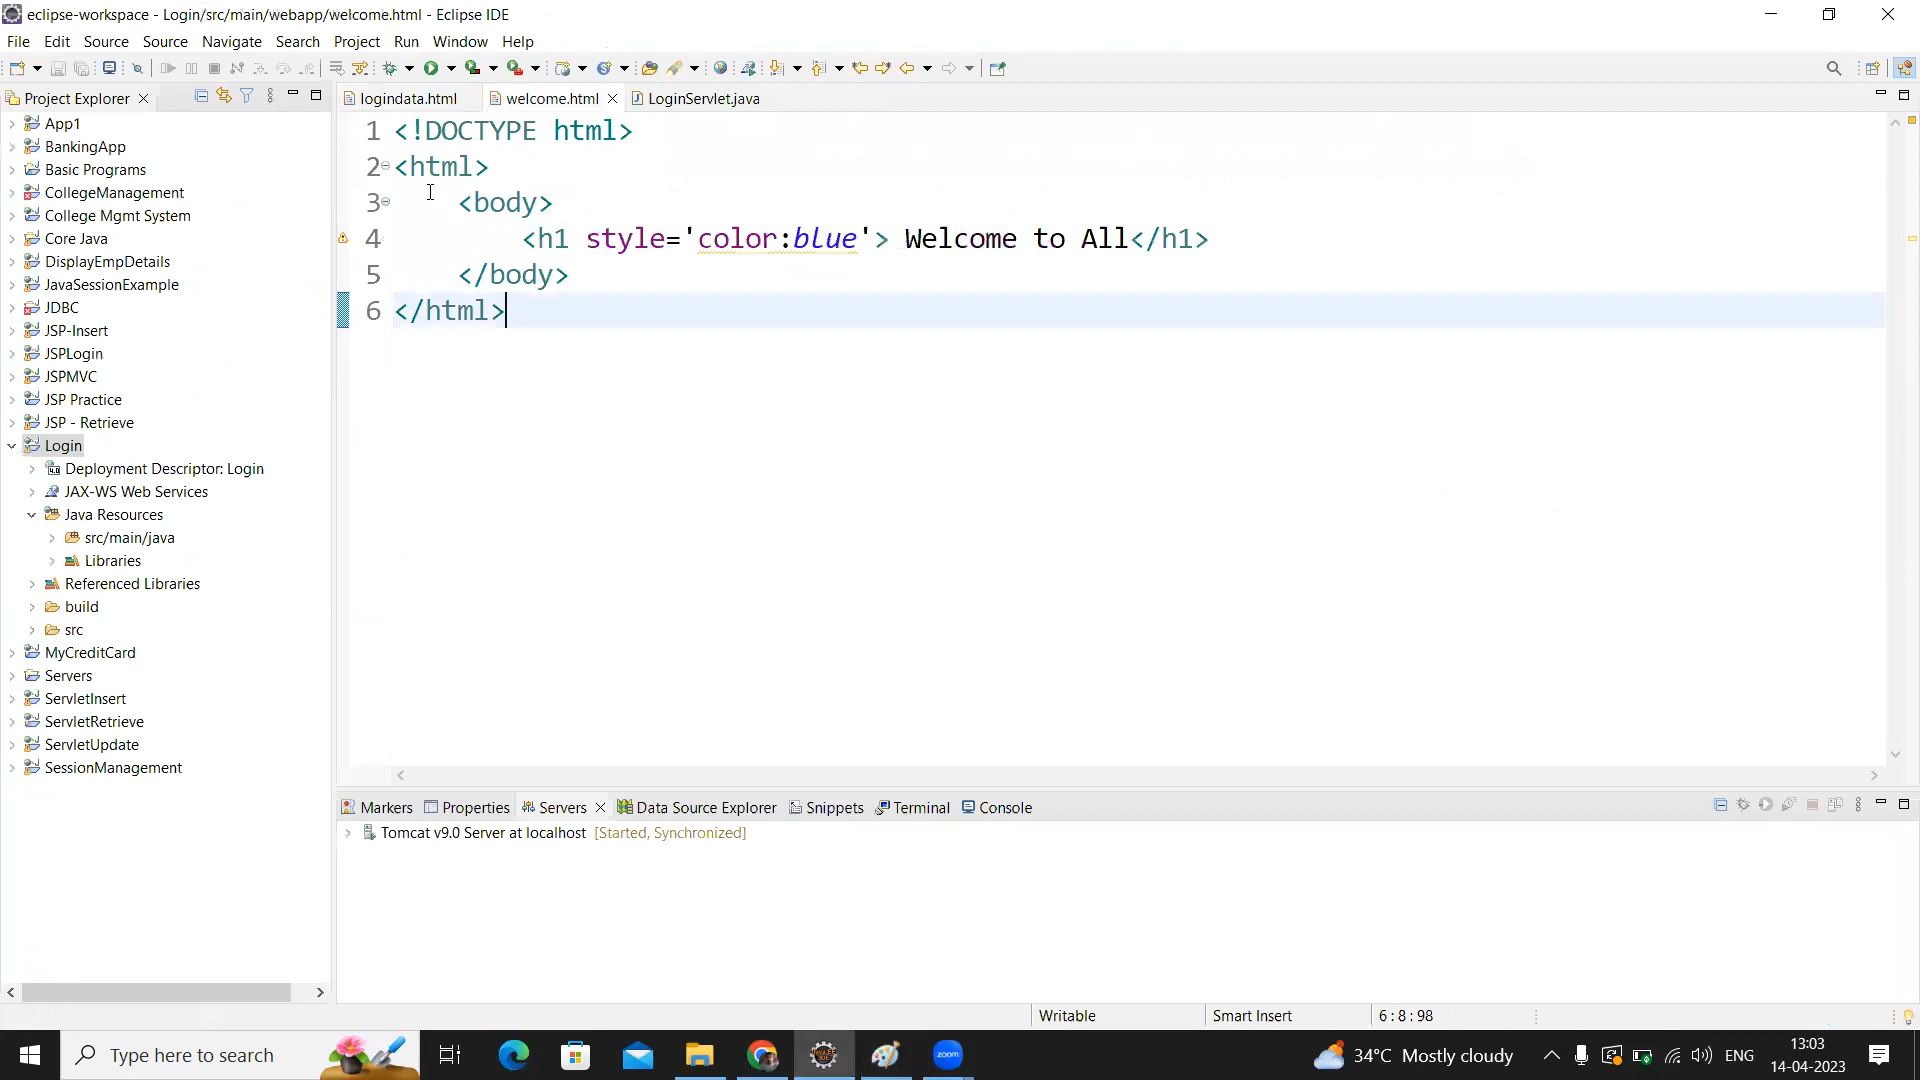 eclipse-workspace - Login/src/main/webapp/welcome.html - Eclipse IDE
File Edit Source Source Navigate Search Project Run Window Help
Project Explorer
logindata.html welcome.html LoginServlet.java
App1
BankingApp
Basic Programs
CollegeManagement
College Mgmt System
Core Java
DisplayEmpDetails
JavaSessionExample
JDBC
JSP-Insert
JSPLogin
JSPMVC
JSP Practice
JSP - Retrieve
Login
Deployment Descriptor: Login
JAX-WS Web Services
Java Resources
src/main/java
Libraries
Referenced Libraries
build
src
MyCreditCard
Servers
ServletInsert
ServletRetrieve
ServletUpdate
SessionManagement
1 <!DOCTYPE html>
2 <html>
3 <body>
4 <h1 style='color:blue'> Welcome to All</h1>
5 </body>
6 </html>
Markers Properties Servers Data Source Explorer Snippets Terminal Console
Tomcat v9.0 Server at localhost [Started, Synchronized]
Writable Smart Insert 6 : 8 : 98
Type here to search
zoom
34°C Mostly cloudy
ENG
13:03
14-04-2023